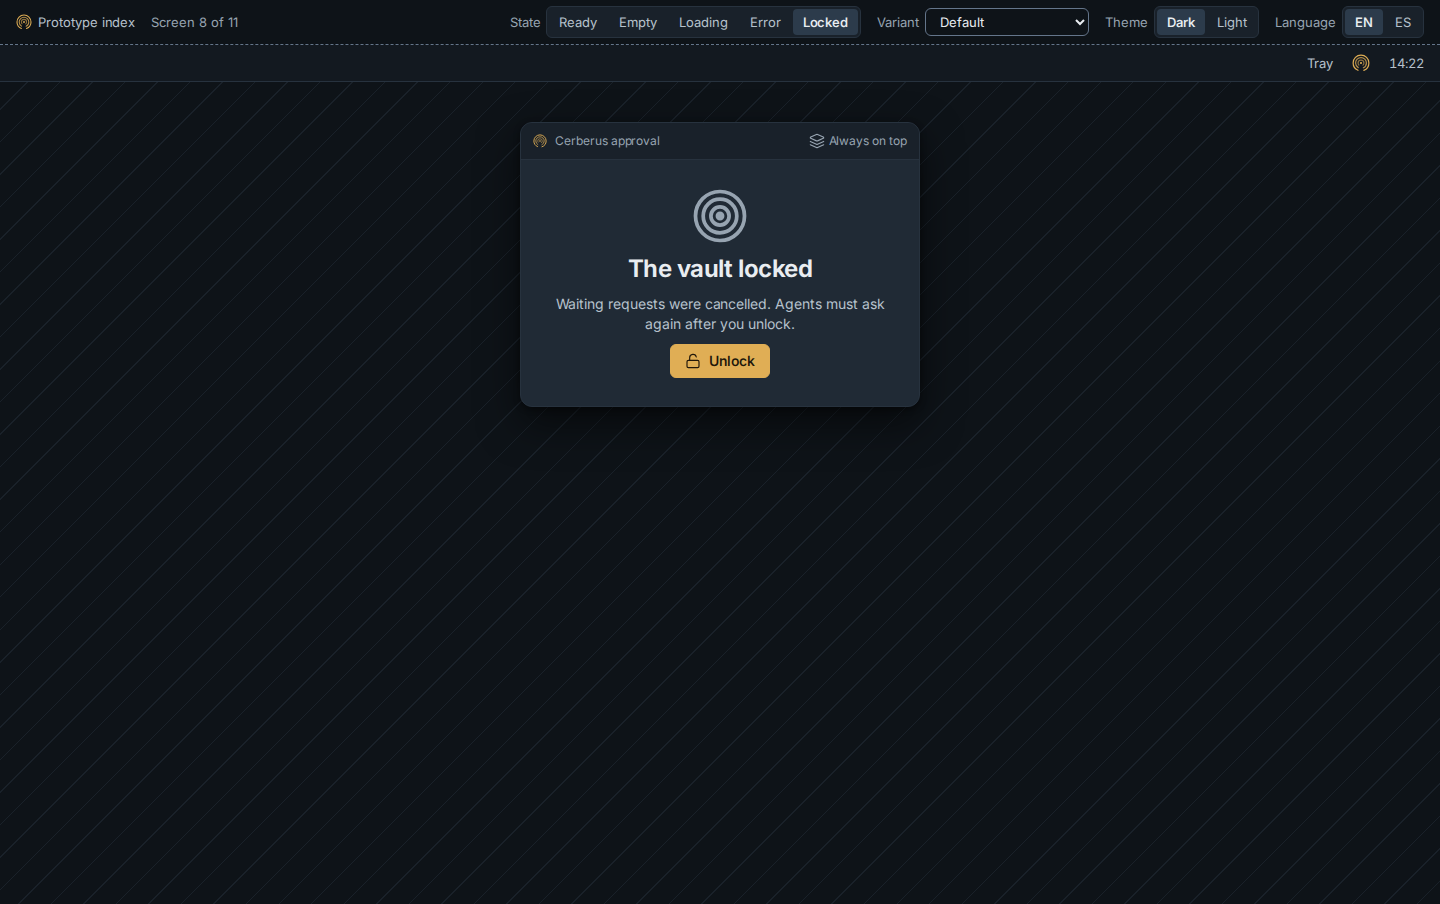 Prototype index Screen 8 of 11 State Ready Empty Loading Error Locked Variant Default Theme Dark Light Language EN ES
Tray 14:22
Cerberus approval Always on top
The vault locked
Waiting requests were cancelled. Agents must ask
again after you unlock.
Unlock